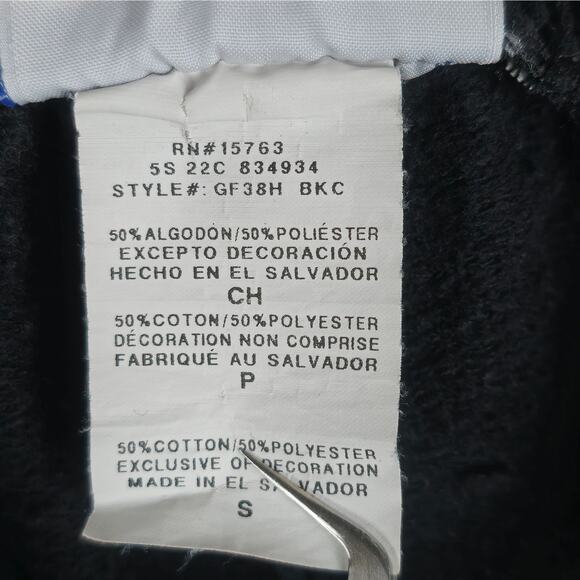 RN#15763
5S 22C 834934
STYLE#: GF38H BKC
50%ALGODÓN/50%POLIÉSTER
EXCEPTO DECORACIÓN
HECHO EN EL SALVADOR
CH
50%COTON/50%POLYESTER
DÉCORATION NON COMPRISE
FABRIQUÉ AU SALVADOR
P
50%COTTON/50%POLYESTER
EXCLUSIVE OF DECORATION
MADE IN EL SALVADOR
S